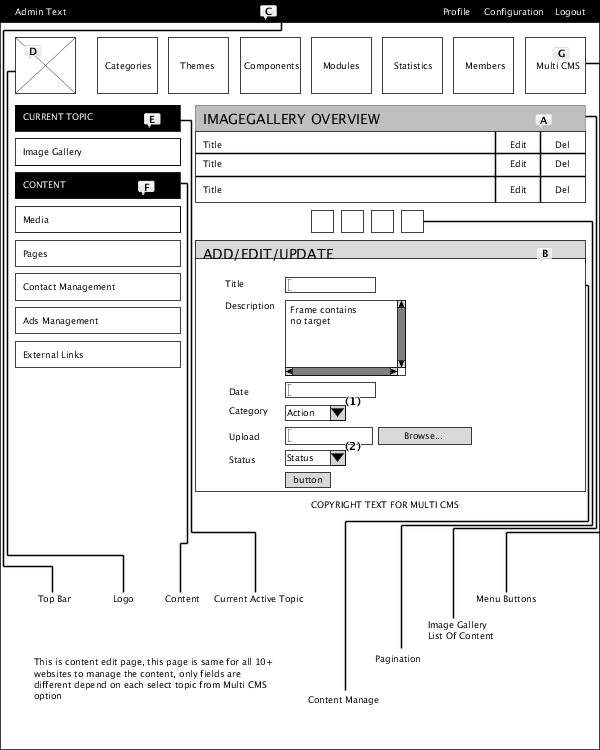 Admin Text C Profile Configuration Logout
D Categories Themes Components Modules Statistics Members G Multi CMS
CURRENT TOPIC E
IMAGEGALLERY OVERVIEW A
Title Edit Del
Image Gallery
Title Edit Del
CONTENT F
Title Edit Del
Media
Pages
ADD/EDIT/UPDATE B
Contact Management
Title
Description
Frame contains
no target
Ads Management
External Links
Date
(1)
Category Action
Upload Browse...
(2)
Status Status
button
COPYRIGHT TEXT FOR MULTI CMS
Top Bar Logo Content Current Active Topic Menu Buttons
Image Gallery
List Of Content
Pagination
Content Manage
This is content edit page, this page is same for all 10+
websites to manage the content, only fields are
different depend on each select topic from Multi CMS
option